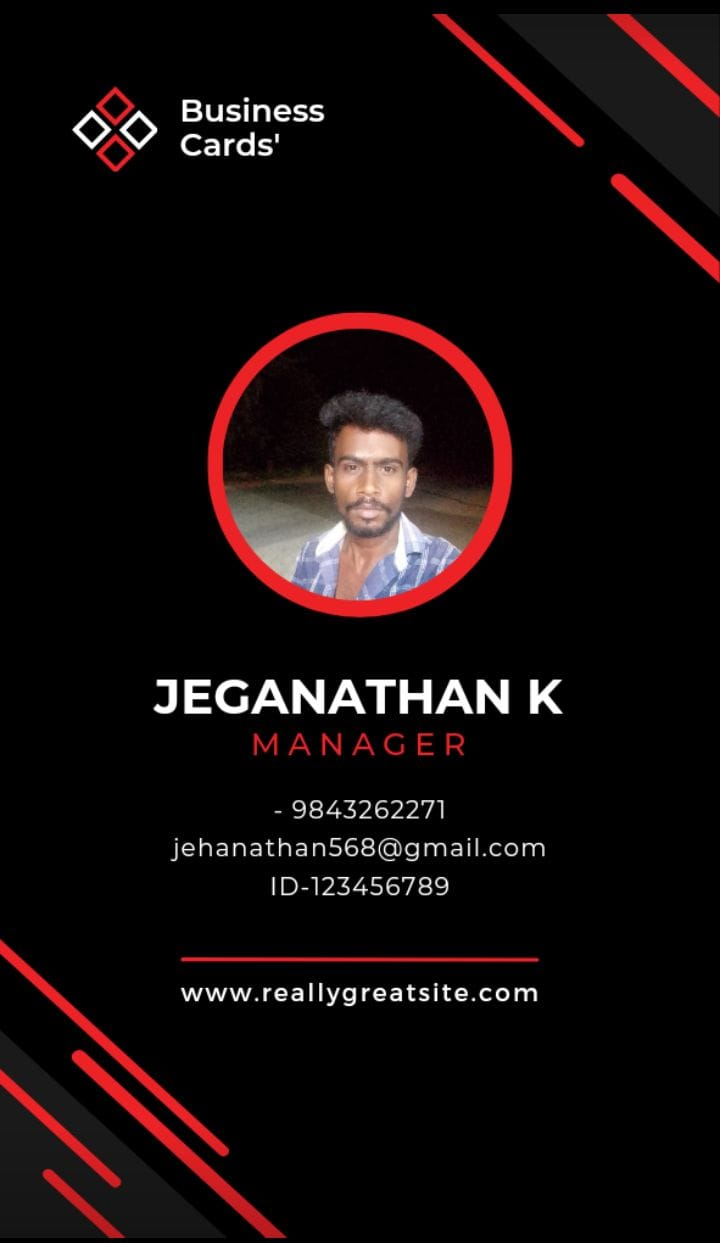 Business
Cards'
JEGANATHAN K
MANAGER
- 9843262271
jehanathan568@gmail.com
ID-123456789
www.reallygreatsite.com